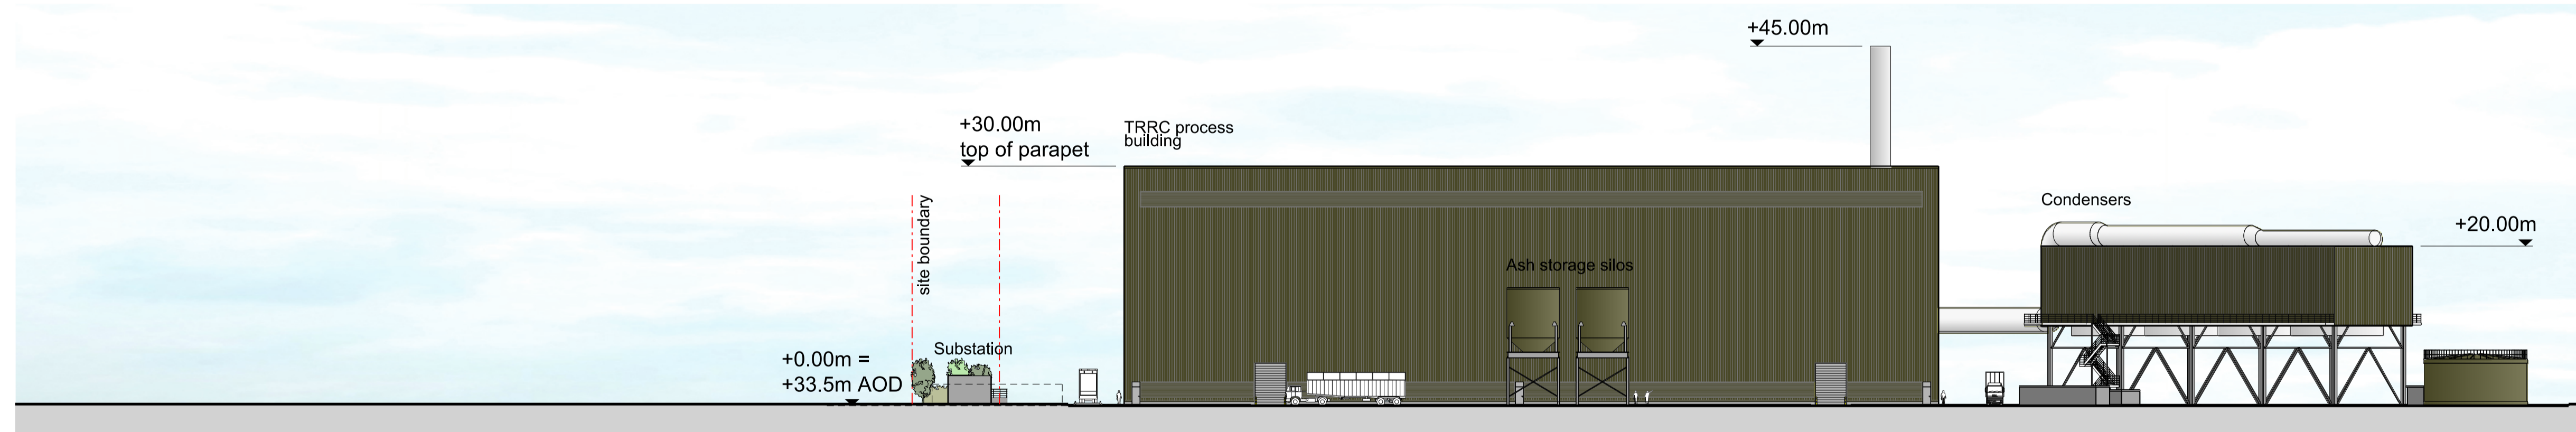 +45.00m
+30.00m
top of parapet
TRRC process
building
site boundary
Condensers
+20.00m
Ash storage silos
Substation
+0.00m =
+33.5m AOD